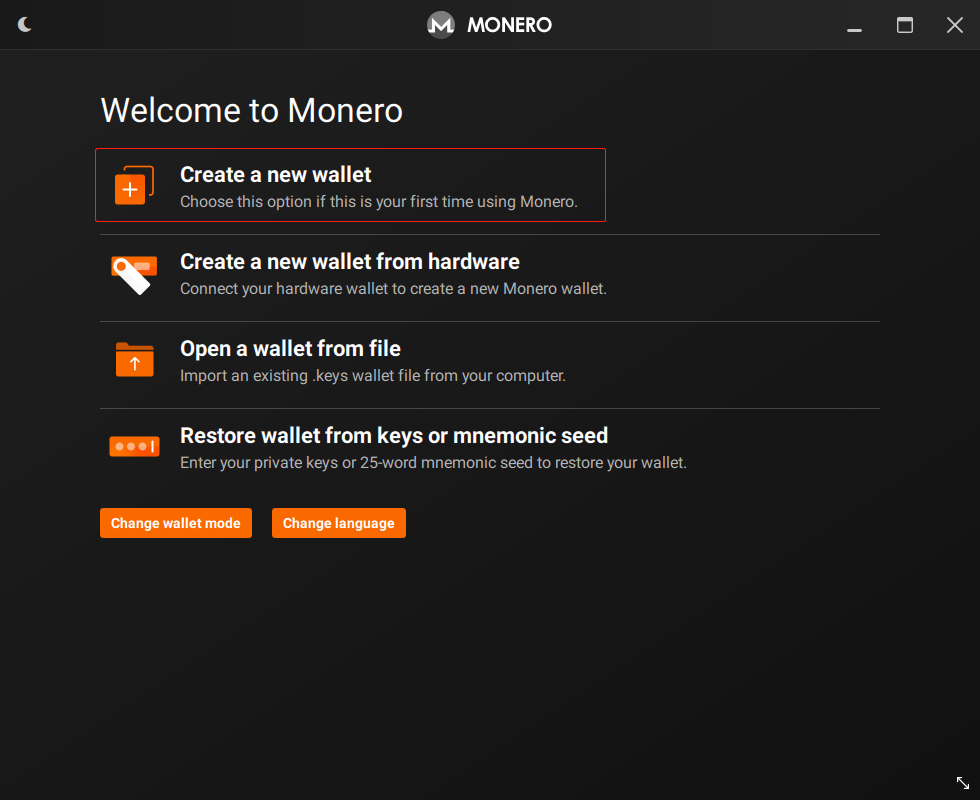 MONERO
Welcome to Monero
Create a new wallet
Choose this option if this is your first time using Monero.
Create a new wallet from hardware
Connect your hardware wallet to create a new Monero wallet.
Open a wallet from file
Import an existing .keys wallet file from your computer.
Restore wallet from keys or mnemonic seed
Enter your private keys or 25-word mnemonic seed to restore your wallet.
Change wallet mode
Change language